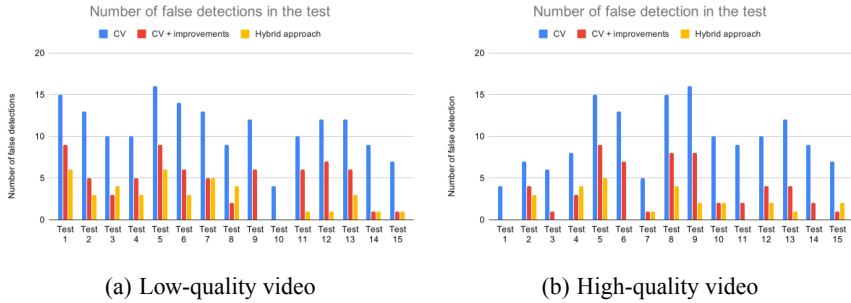 Number of false detections in the test
CV CV + improvements Hybrid approach
Number of false detections
20
15
10
5
0
Test 1 Test 2 Test 3 Test 4 Test 5 Test 6 Test 7 Test 8 Test 9 Test 10 Test 11 Test 12 Test 13 Test 14 Test 15
(a) Low-quality video
Number of false detection in the test
CV CV + improvements Hybrid approach
Number of false detection
20
15
10
5
0
Test 1 Test 2 Test 3 Test 4 Test 5 Test 6 Test 7 Test 8 Test 9 Test 10 Test 11 Test 12 Test 13 Test 14 Test 15
(b) High-quality video